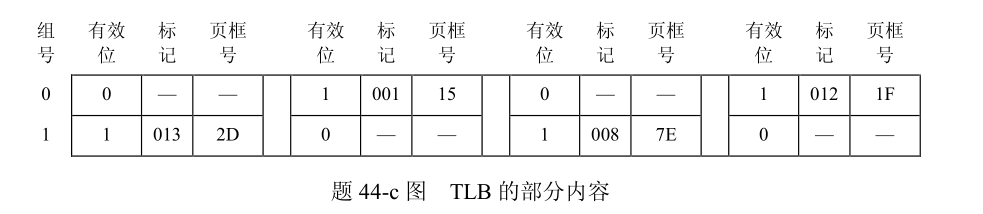 组号 有效位 标记 页框号 有效位 标记 页框号 有效位 标记 页框号 有效位 标记 页框号
0 0 — — 1 001 15 0 — — 1 012 1F
1 1 013 2D 0 — — 1 008 7E 0 — —
题 44-c 图 TLB 的部分内容